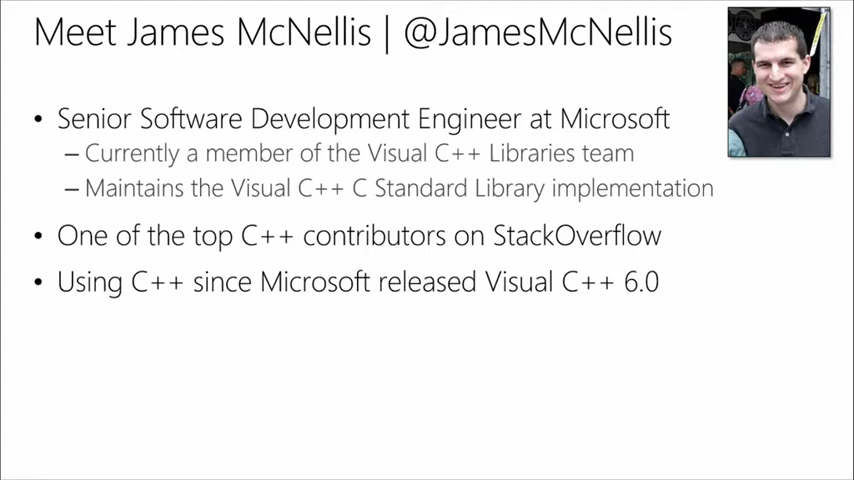 Meet James McNellis | @JamesMcNellis
• Senior Software Development Engineer at Microsoft
– Currently a member of the Visual C++ Libraries team
– Maintains the Visual C++ C Standard Library implementation
• One of the top C++ contributors on StackOverflow
• Using C++ since Microsoft released Visual C++ 6.0